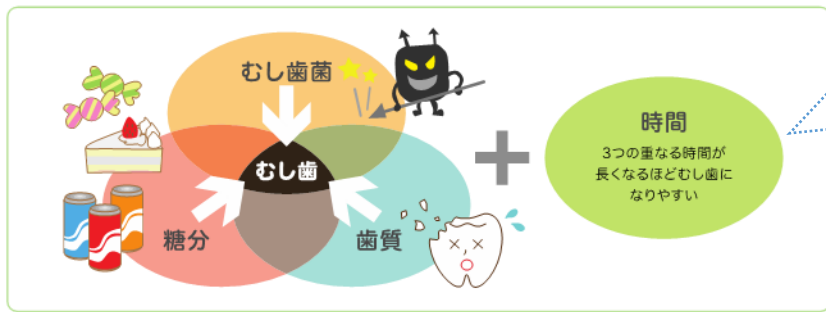 むし歯菌
むし歯
糖分
歯質
時間
3つの重なる時間が
長くなるほどむし歯に
なりやすい